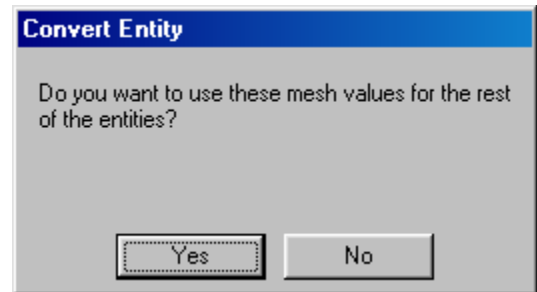 Convert Entity
Do you want to use these mesh values for the rest
of the entities?
Yes
No